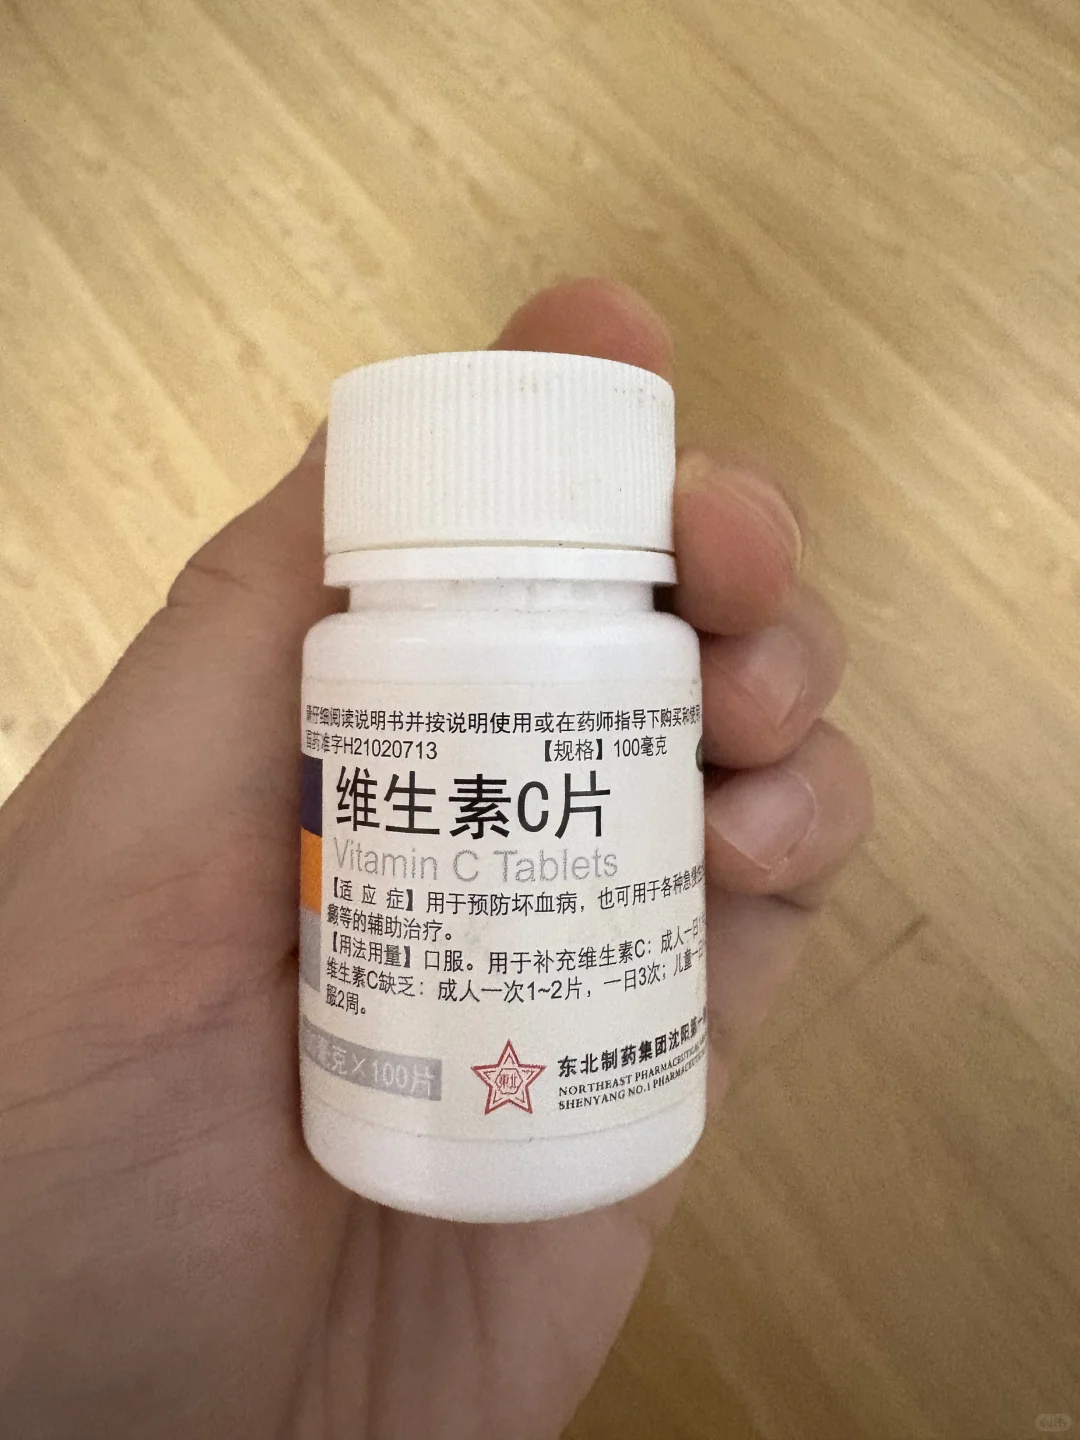 请仔细阅读说明书并按说明使用或在药师指导下购买和使用
国药准字H21020713 【规格】100毫克
维生素C片
Vitamin C Tablets
【适 应 症】用于预防坏血病，也可用于各种急慢性
癜等的辅助治疗。
【用法用量】口服。用于补充维生素C：成人一日1
维生素C缺乏：成人一次1~2片，一日3次；儿童一日
服2周。
毫克×100片
东北
东北制药集团沈阳第一
NORTHEAST PHARMACEUTICAL
SHENYANG NO.1 PHARMACEUTICAL